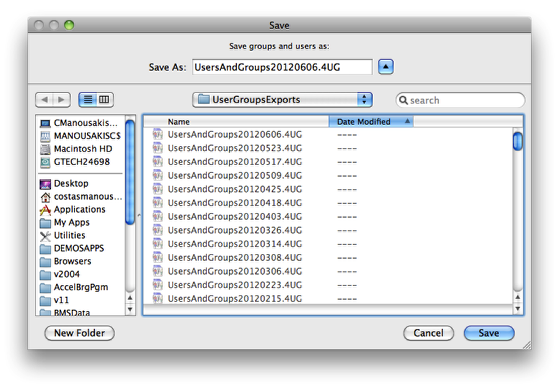 Save
Save groups and users as:
Save As: UsersAndGroups20120606.4UG
UserGroupsExports
search
CManousakis...
MANOUSAKISC$
Macintosh HD
GTECH24698
Desktop
costasmanous...
Applications
My Apps
Utilities
DEMOSAPPS
Browsers
v2004
AccelBrgPgm
v11
BMSData
Name Date Modified
UsersAndGroups20120606.4UG ----
UsersAndGroups20120523.4UG ----
UsersAndGroups20120517.4UG ----
UsersAndGroups20120509.4UG ----
UsersAndGroups20120425.4UG ----
UsersAndGroups20120418.4UG ----
UsersAndGroups20120403.4UG ----
UsersAndGroups20120326.4UG ----
UsersAndGroups20120314.4UG ----
UsersAndGroups20120308.4UG ----
UsersAndGroups20120306.4UG ----
UsersAndGroups20120223.4UG ----
UsersAndGroups20120215.4UG ----
New Folder Cancel Save